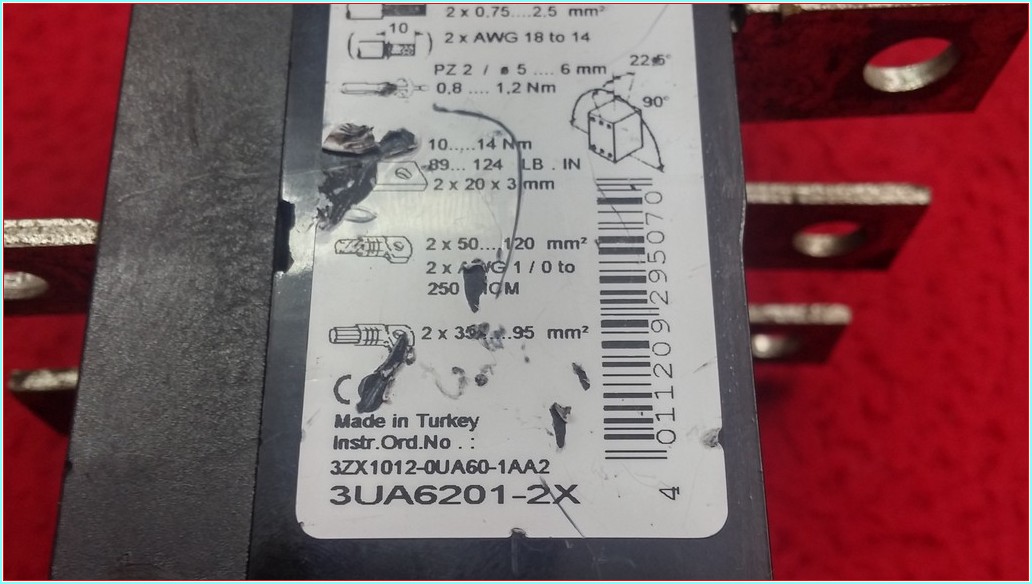 2 x 0,75....2.5 mm²
10
2 x AWG 18 to 14
PZ 2 / ø 5 .... 6 mm
0,8 .... 1,2 Nm
22,5°
90°
10.....14 Nm
89... 124 LB . IN
2 x 20 x 3 mm
2 x 50....120 mm²
2 x AWG 1 / 0 to
250 MCM
2 x 35....95 mm²
Made in Turkey
Instr.Ord.No . :
3ZX1012-0UA60-1AA2
3UA6201-2X
4 011209 295070